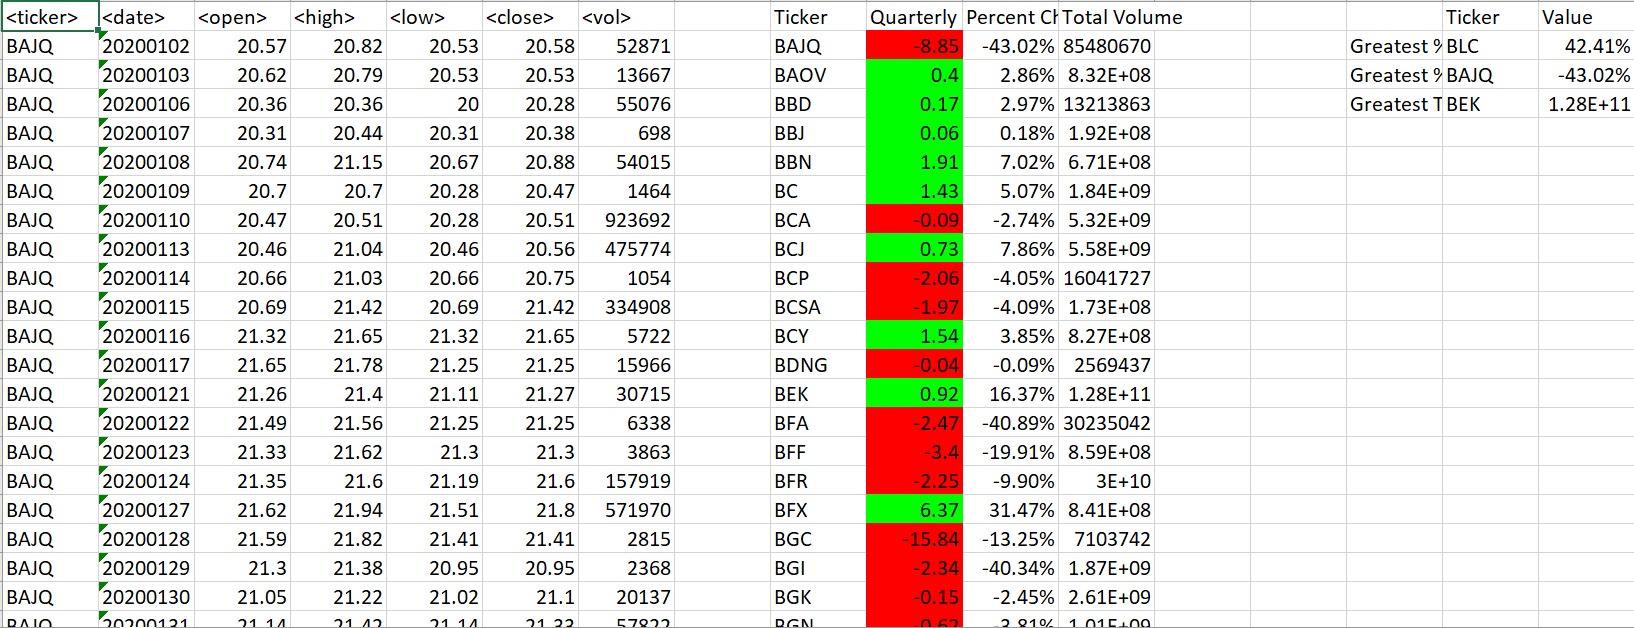 <ticker> <date> <open> <high> <low> <close> <vol> Ticker Quarterly Percent Ch Total Volume Ticker Value
BAJQ 20200102 20.57 20.82 20.53 20.58 52871 BAJQ -8.85 -43.02% 85480670 Greatest % BLC 42.41%
BAJQ 20200103 20.62 20.79 20.53 20.53 13667 BAOV 0.4 2.86% 8.32E+08 Greatest % BAJQ -43.02%
BAJQ 20200106 20.36 20.36 20 20.28 55076 BBD 0.17 2.97% 13213863 Greatest T BEK 1.28E+11
BAJQ 20200107 20.31 20.44 20.31 20.38 698 BBJ 0.06 0.18% 1.92E+08
BAJQ 20200108 20.74 21.15 20.67 20.88 54015 BBN 1.91 7.02% 6.71E+08
BAJQ 20200109 20.7 20.7 20.28 20.47 1464 BC 1.43 5.07% 1.84E+09
BAJQ 20200110 20.47 20.51 20.28 20.51 923692 BCA -0.09 -2.74% 5.32E+09
BAJQ 20200113 20.46 21.04 20.46 20.56 475774 BCJ 0.73 7.86% 5.58E+09
BAJQ 20200114 20.66 21.03 20.66 20.75 1054 BCP -2.06 -4.05% 16041727
BAJQ 20200115 20.69 21.42 20.69 21.42 334908 BCSA -1.97 -4.09% 1.73E+08
BAJQ 20200116 21.32 21.65 21.32 21.65 5722 BCY 1.54 3.85% 8.27E+08
BAJQ 20200117 21.65 21.78 21.25 21.25 15966 BDNG -0.04 -0.09% 2569437
BAJQ 20200121 21.26 21.4 21.11 21.27 30715 BEK 0.92 16.37% 1.28E+11
BAJQ 20200122 21.49 21.56 21.25 21.25 6338 BFA -2.47 -40.89% 30235042
BAJQ 20200123 21.33 21.62 21.3 21.3 3863 BFF -3.4 -19.91% 8.59E+08
BAJQ 20200124 21.35 21.6 21.19 21.6 157919 BFR -2.25 -9.90% 3E+10
BAJQ 20200127 21.62 21.94 21.51 21.8 571970 BFX 6.37 31.47% 8.41E+08
BAJQ 20200128 21.59 21.82 21.41 21.41 2815 BGC -15.84 -13.25% 7103742
BAJQ 20200129 21.3 21.38 20.95 20.95 2368 BGI -2.34 -40.34% 1.87E+09
BAJQ 20200130 21.05 21.22 21.02 21.1 20137 BGK -0.15 -2.45% 2.61E+09
BAJQ 20200131 21.14 21.42 21.14 21.33 57822 BGN -0.62 -3.81% 1.01E+09